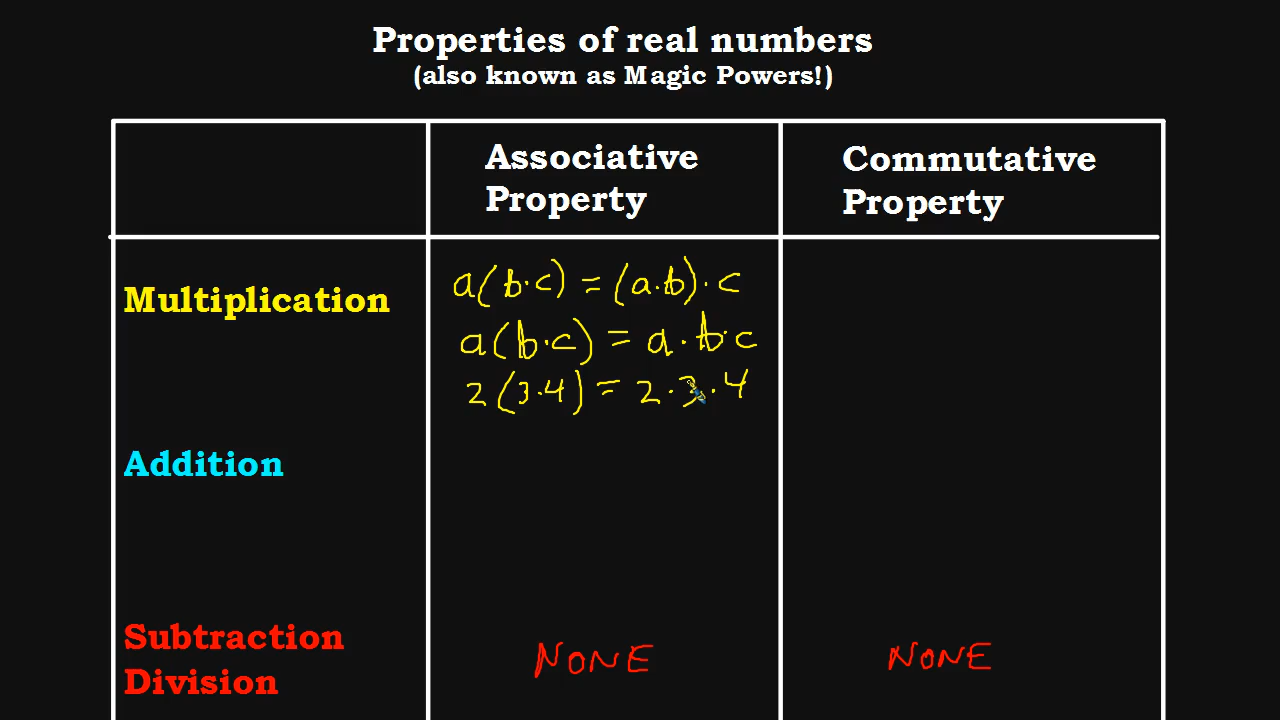 Properties of real numbers
(also known as Magic Powers!)
Associative
Property
Commutative
Property
Multiplication
a(b·c) = (a·b)·c
a(b·c) = a·b·c
2(3·4) = 2·3·4
Addition
Subtraction
Division
NONE
NONE